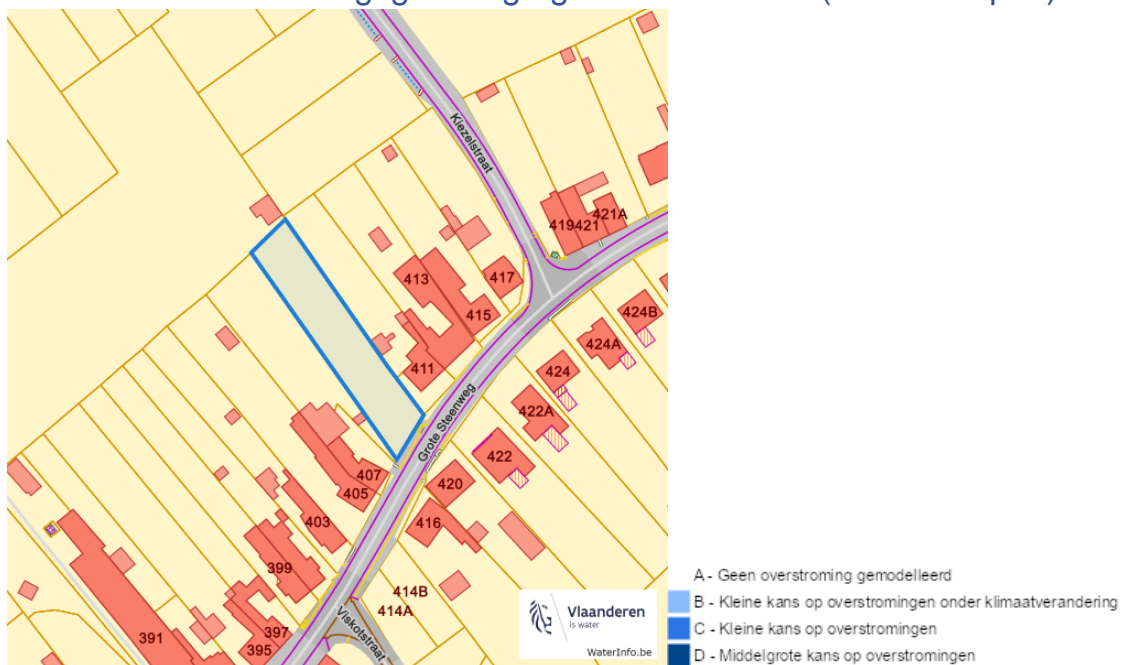 Kiezelstraat
419 421 421A
413
417
415
424B
424A
411
424
Grote Steenweg
422A
422
407
405
420
403
416
399
414B
414A
Viskotstraat
391
397
395
Vlaanderen
is water
WaterInfo.be
A - Geen overstroming gemodelleerd
B - Kleine kans op overstromingen onder klimaatverandering
C - Kleine kans op overstromingen
D - Middelgrote kans op overstromingen